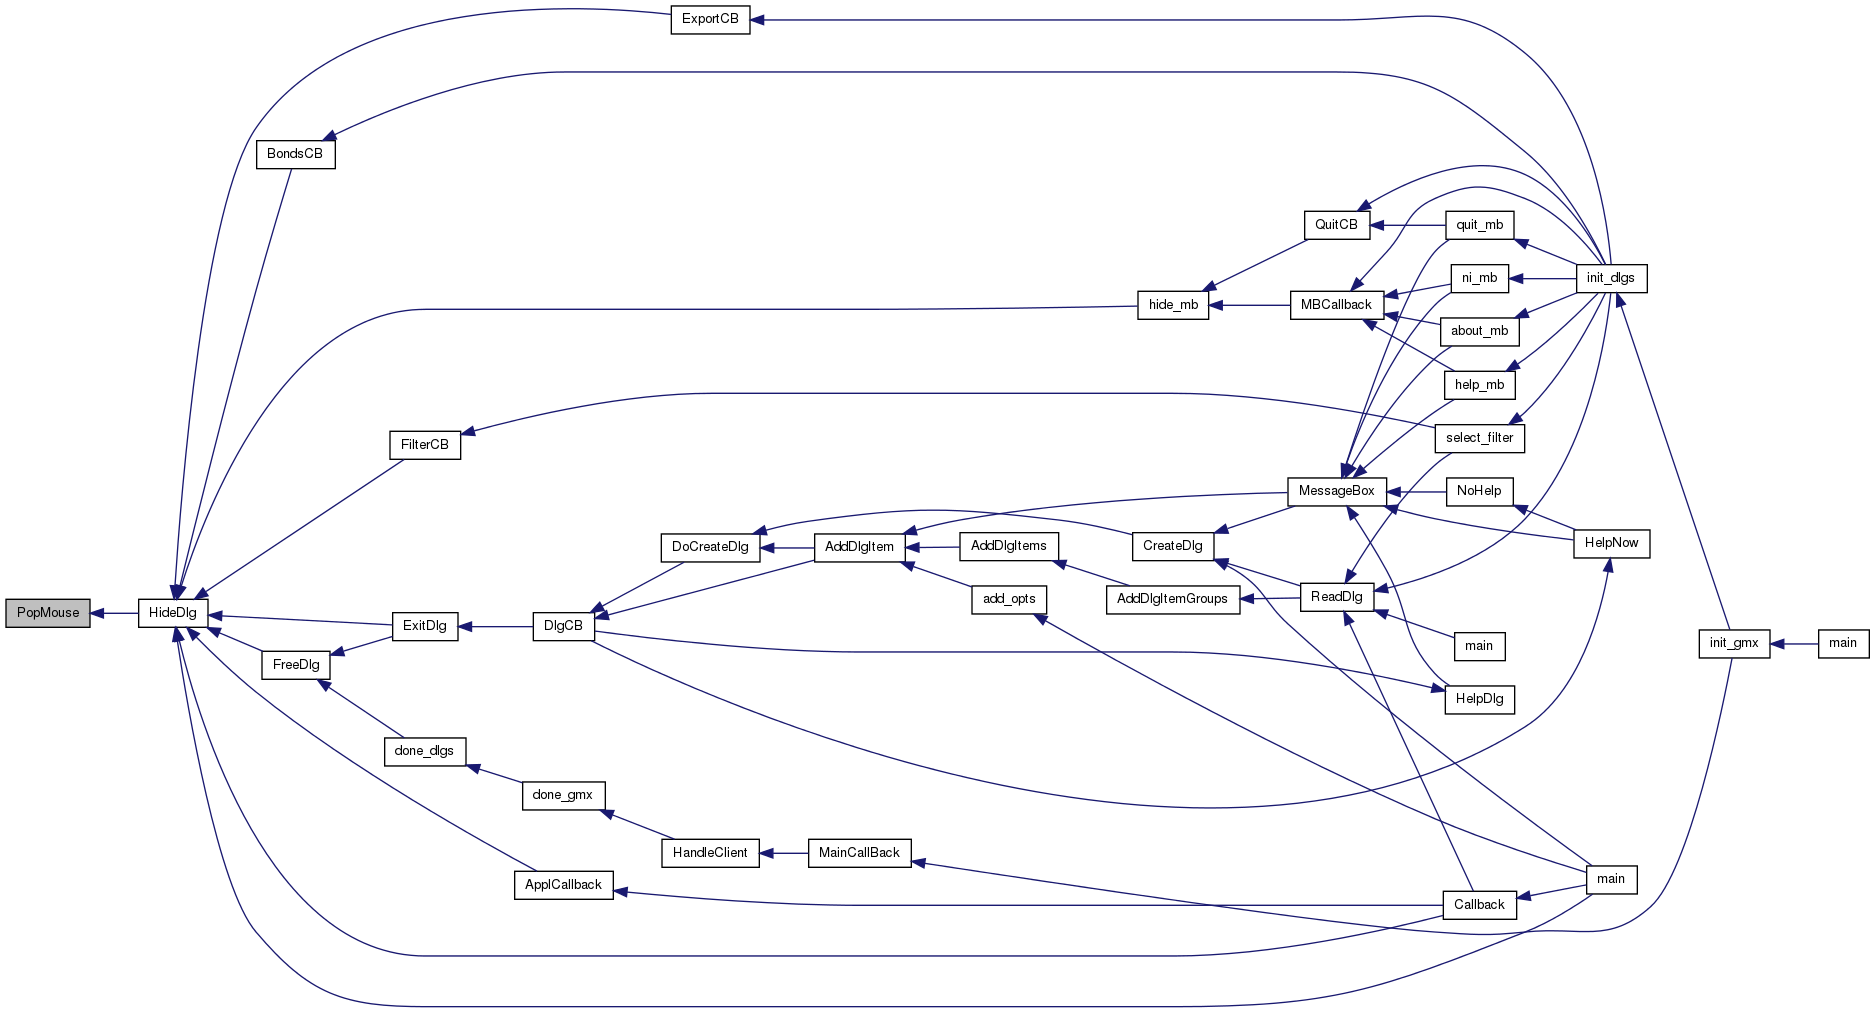 ExportCB
BondsCB
QuitCB
quit_mb
ni_mb
init_dlgs
hide_mb
MBCallback
about_mb
help_mb
FilterCB
select_filter
MessageBox
NoHelp
DoCreateDlg
AddDlgItem
AddDlgItems
CreateDlg
HelpNow
PopMouse
HideDlg
ExitDlg
DlgCB
add_opts
AddDlgItemGroups
ReadDlg
main
init_gmx
main
FreeDlg
HelpDlg
done_dlgs
done_gmx
HandleClient
MainCallBack
ApplCallback
Callback
main